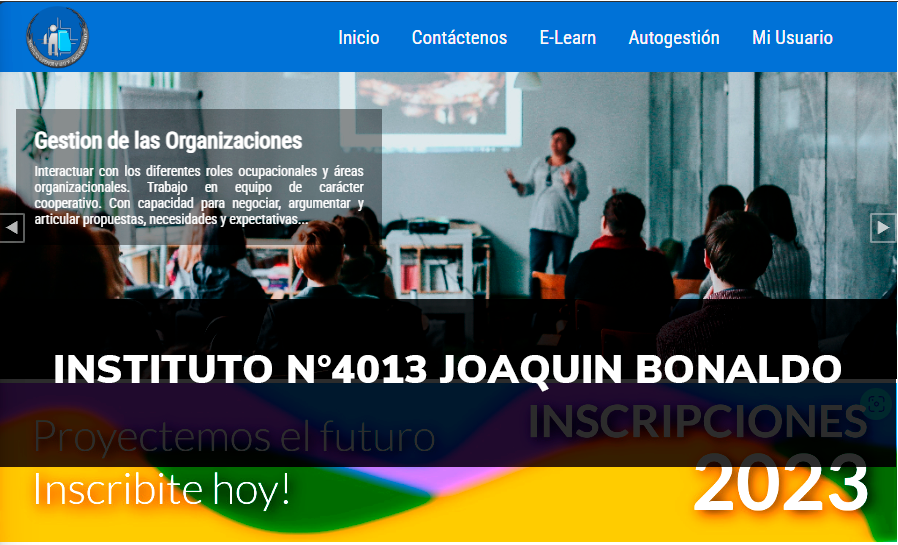 Inicio Contáctenos E-Learn Autogestión Mi Usuario
Gestion de las Organizaciones
Interactuar con los diferentes roles ocupacionales y áreas
organizacionales. Trabajo en equipo de carácter
cooperativo. Con capacidad para negociar, argumentar y
articular propuestas, necesidades y expectativas...
INSTITUTO N°4013 JOAQUIN BONALDO
Proyectemos el futuro
Inscribite hoy!
INSCRIPCIONES
2023